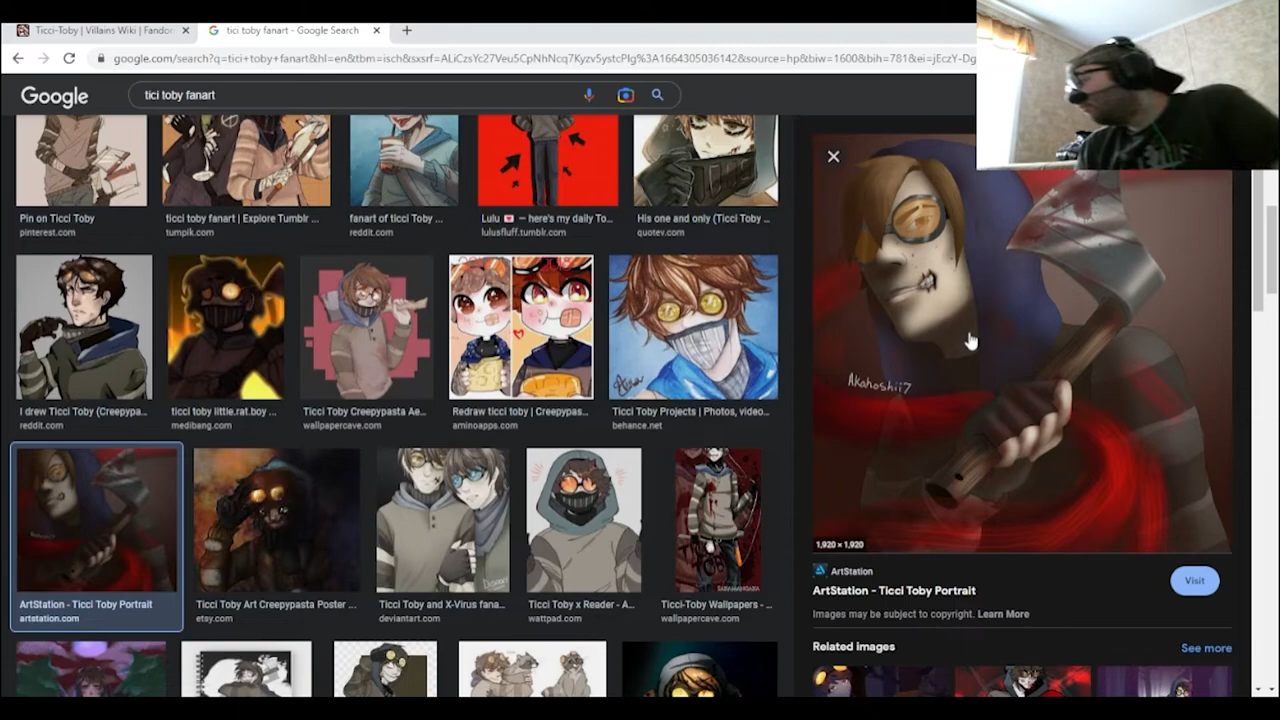 Ticci-Toby | Villains Wiki | Fandom
tici toby fanart - Google Search
google.com/search?q=tici+toby+fanart&hl=en&tbm=isch&sxsrf=ALiCzsYc27Veu5CpNhNcq7Kyzv5ystcPIg%3A1664305036142&source=hp&biw=1600&bih=781&ei=jEczY-Dg
Google
tici toby fanart
Pin on Ticci Toby
pinterest.com
ticci toby fanart | Explore Tumblr ...
tumpik.com
fanart of ticci Toby ...
reddit.com
Lulu 💌 — here's my daily To...
lulusfluff.tumblr.com
His one and only (Ticci Toby ...
quotev.com
I drew Ticci Toby (Creepypa...
reddit.com
ticci toby little.rat.boy ...
medibang.com
Ticci Toby Creepypasta Ae...
wallpapercave.com
Redraw ticci toby | Creepypas...
aminoapps.com
Ticci Toby Projects | Photos, video...
behance.net
ArtStation - Ticci Toby Portrait
artstation.com
Ticci Toby Art Creepypasta Poster ...
etsy.com
Ticci Toby and X-Virus fana...
deviantart.com
Ticci Toby x Reader - A...
wattpad.com
Ticci-Toby Wallpapers - ...
wallpapercave.com
Akahoshi17
1,920 × 1,920
ArtStation
Visit
ArtStation - Ticci Toby Portrait
Images may be subject to copyright. Learn More
Related images
See more